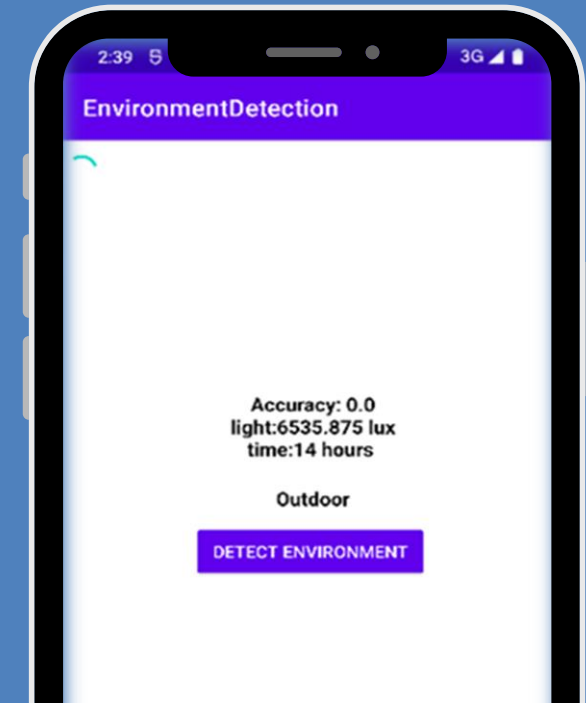 2:39
3G
EnvironmentDetection
Accuracy: 0.0
light:6535.875 lux
time:14 hours
Outdoor
DETECT ENVIRONMENT